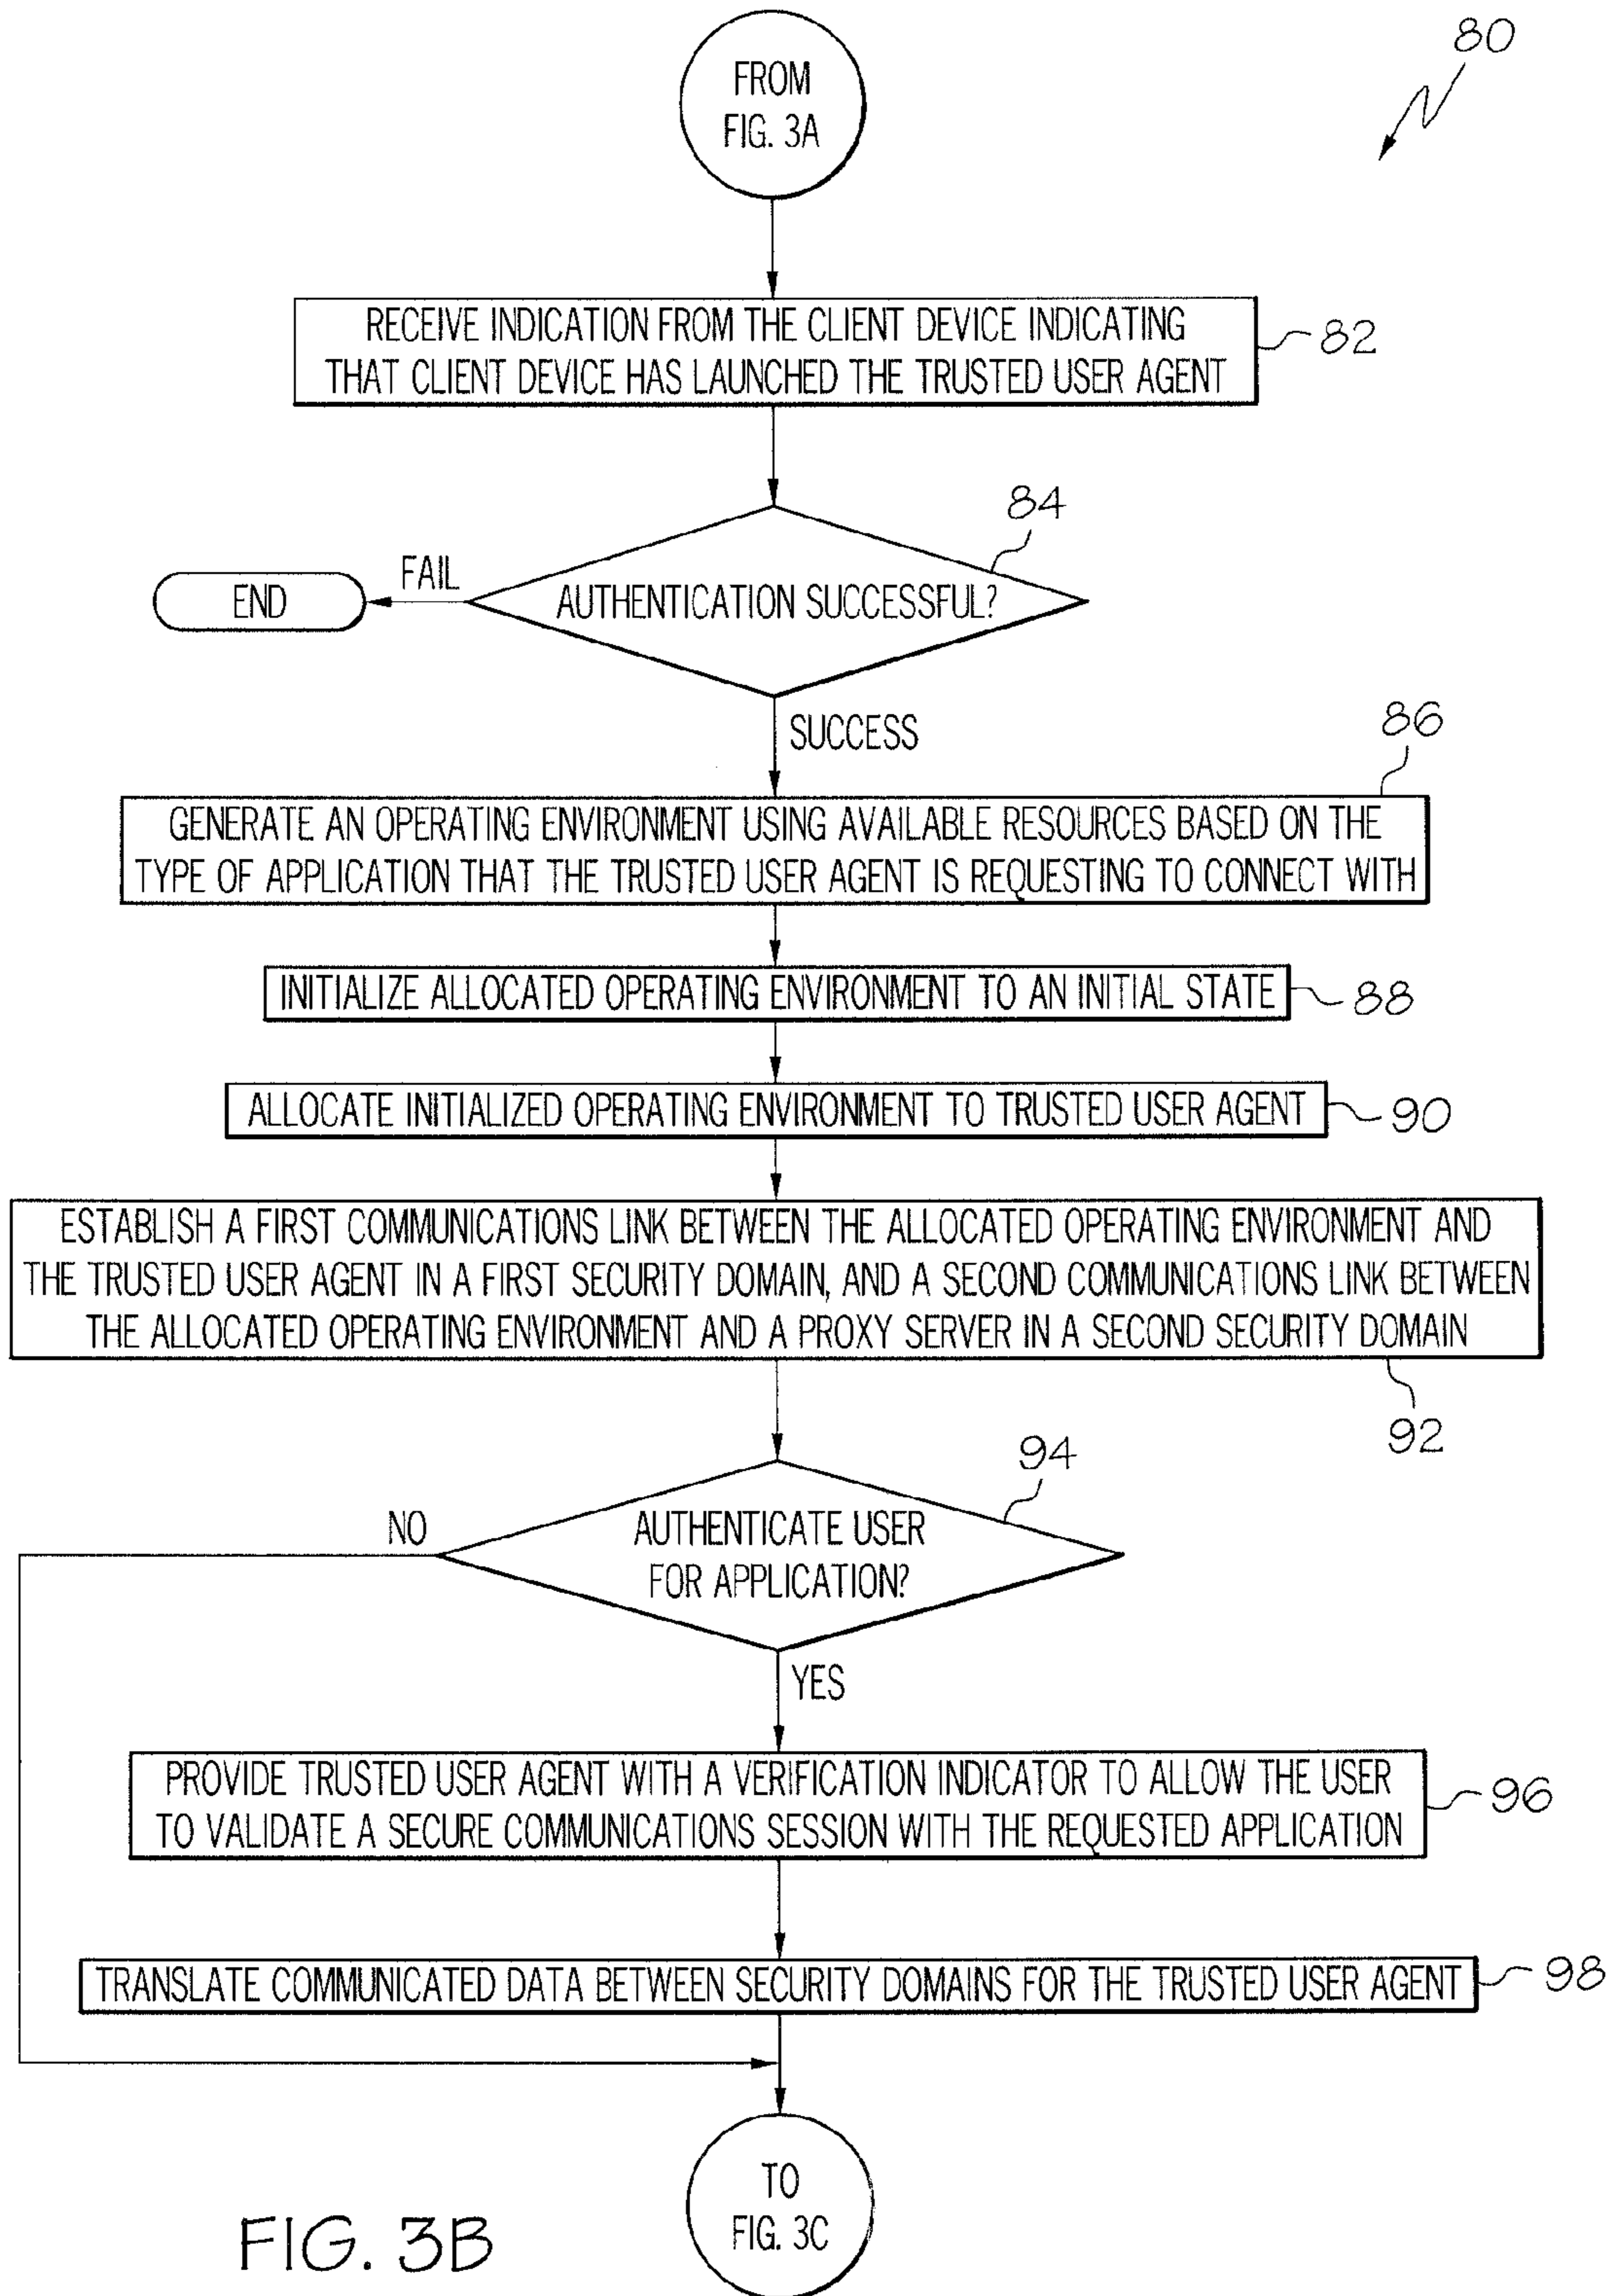 80
FROM
FIG. 3A
RECEIVE INDICATION FROM THE CLIENT DEVICE INDICATING
THAT CLIENT DEVICE HAS LAUNCHED THE TRUSTED USER AGENT
82
84
FAIL
END
AUTHENTICATION SUCCESSFUL?
SUCCESS
86
GENERATE AN OPERATING ENVIRONMENT USING AVAILABLE RESOURCES BASED ON THE
TYPE OF APPLICATION THAT THE TRUSTED USER AGENT IS REQUESTING TO CONNECT WITH
INITIALIZE ALLOCATED OPERATING ENVIRONMENT TO AN INITIAL STATE
88
ALLOCATE INITIALIZED OPERATING ENVIRONMENT TO TRUSTED USER AGENT
90
ESTABLISH A FIRST COMMUNICATIONS LINK BETWEEN THE ALLOCATED OPERATING ENVIRONMENT AND
THE TRUSTED USER AGENT IN A FIRST SECURITY DOMAIN, AND A SECOND COMMUNICATIONS LINK BETWEEN
THE ALLOCATED OPERATING ENVIRONMENT AND A PROXY SERVER IN A SECOND SECURITY DOMAIN
92
94
NO
AUTHENTICATE USER
FOR APPLICATION?
YES
PROVIDE TRUSTED USER AGENT WITH A VERIFICATION INDICATOR TO ALLOW THE USER
TO VALIDATE A SECURE COMMUNICATIONS SESSION WITH THE REQUESTED APPLICATION
96
TRANSLATE COMMUNICATED DATA BETWEEN SECURITY DOMAINS FOR THE TRUSTED USER AGENT
98
TO
FIG. 3C
FIG. 3B